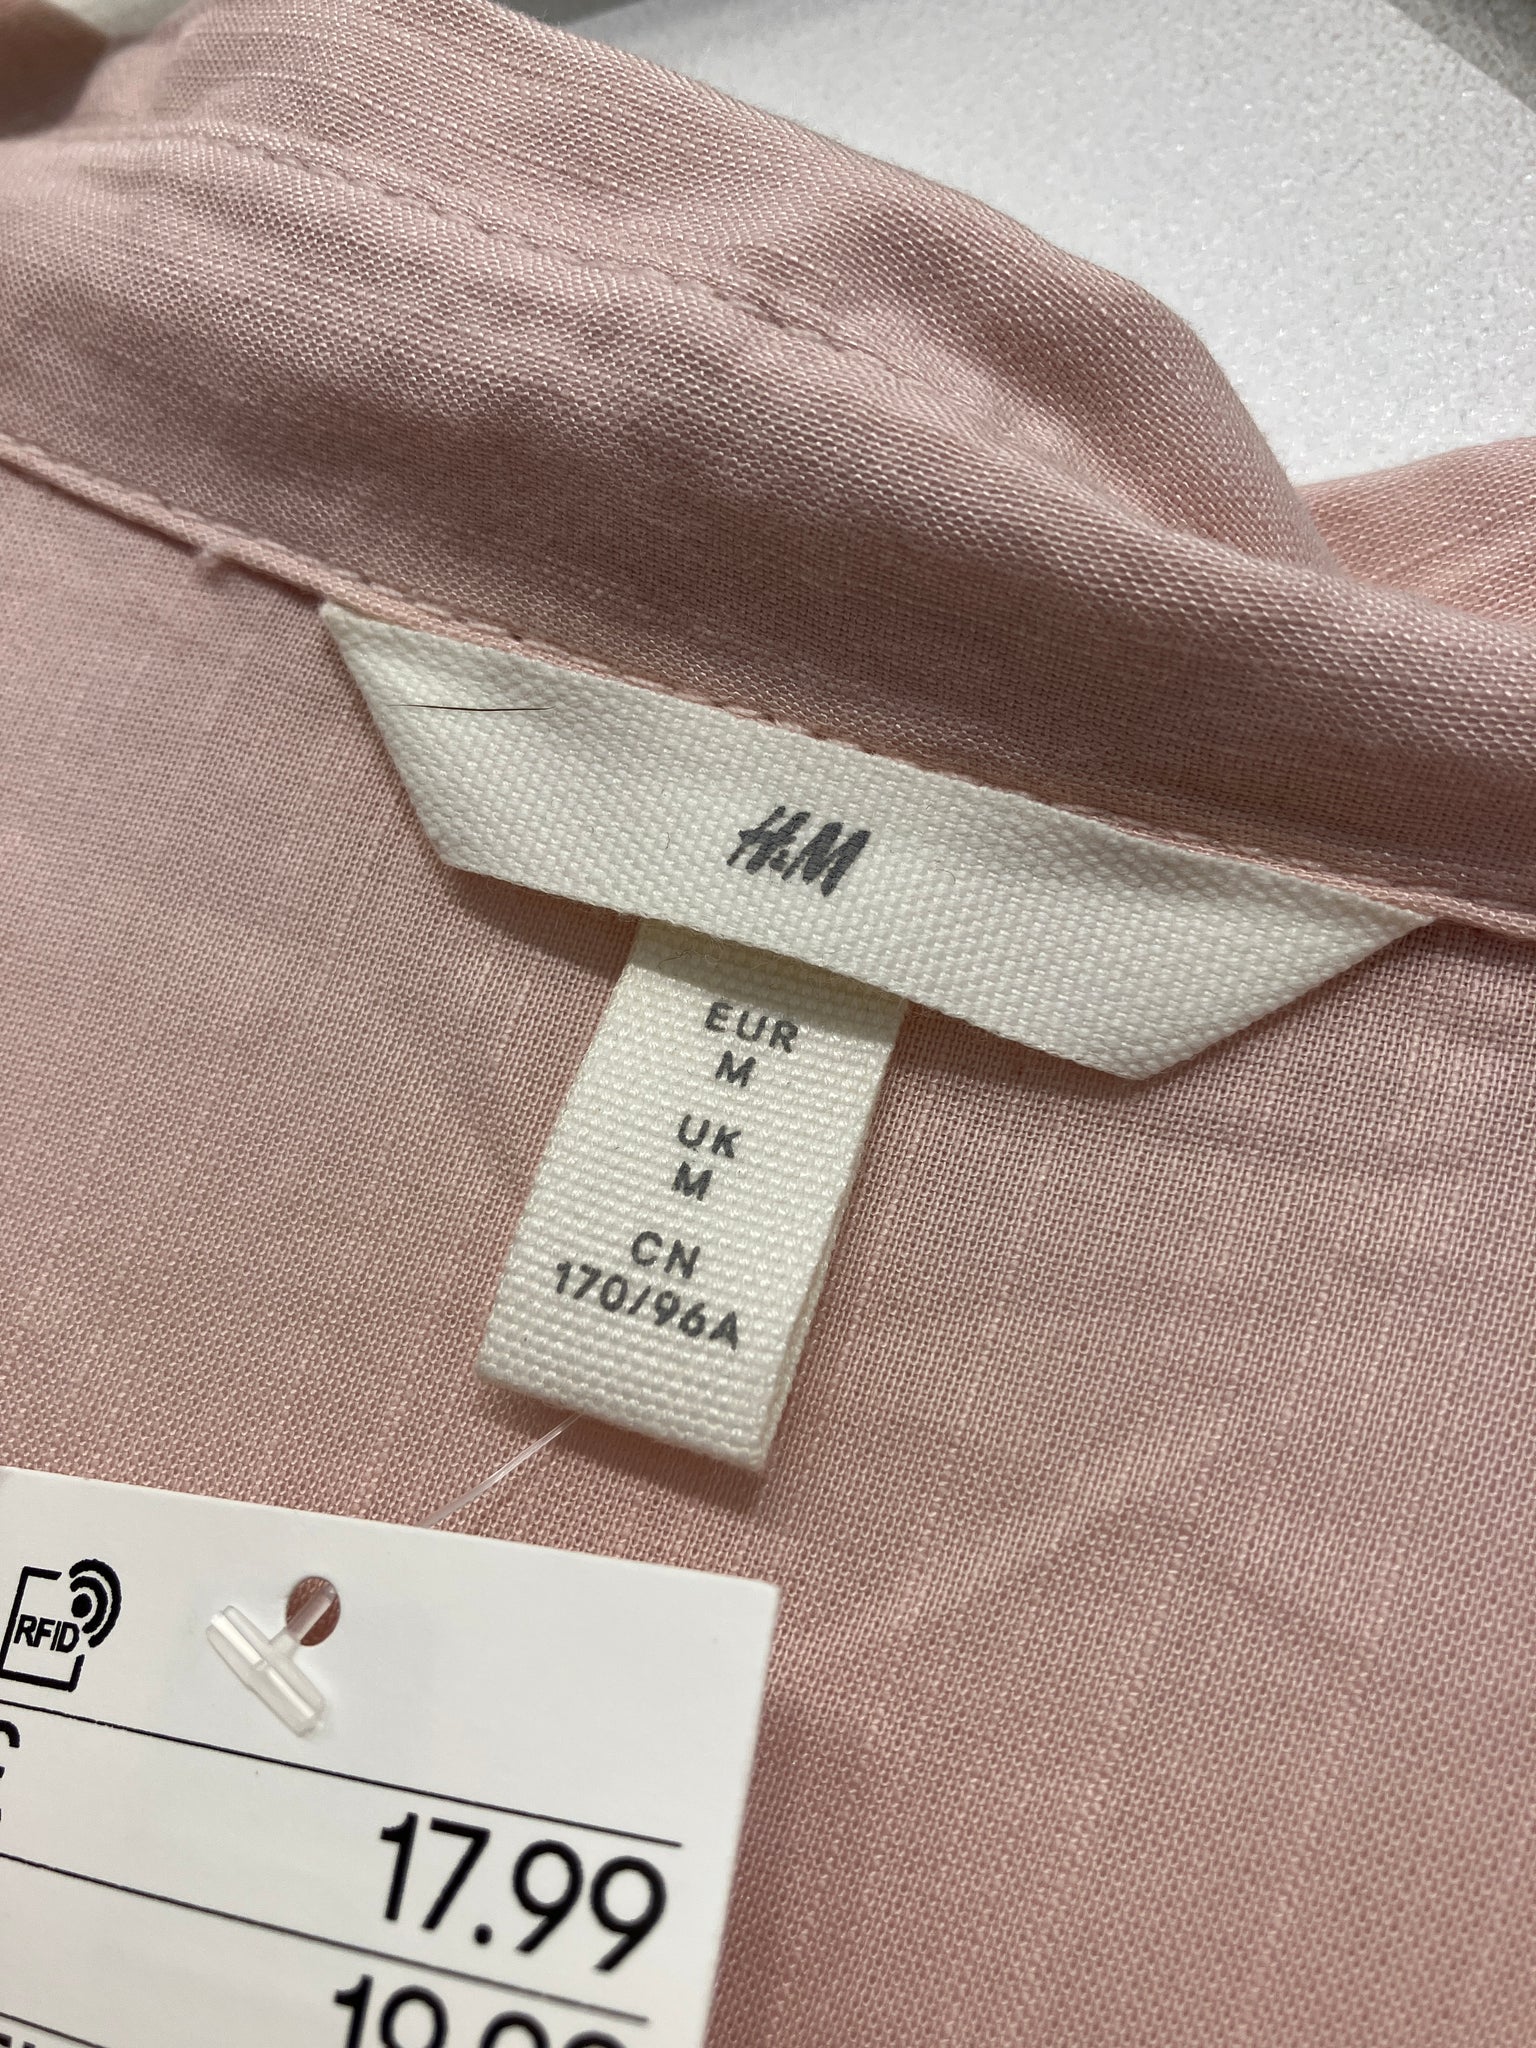 H&M
EUR
M
UK
M
CN
170/96A
RFID
17.99